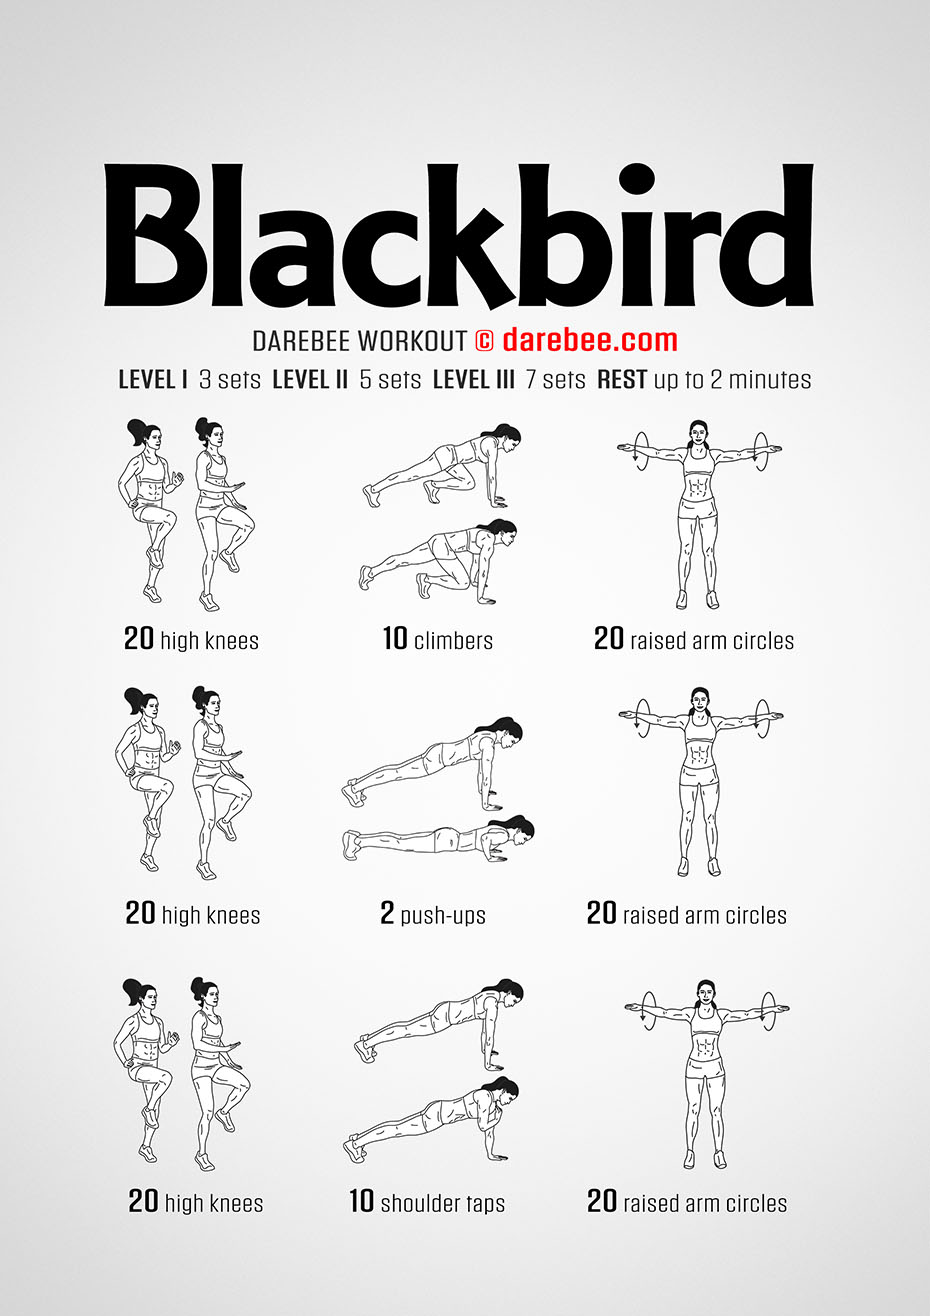 Blackbird
DAREBEE WORKOUT © darebee.com
LEVEL I 3 sets LEVEL II 5 sets LEVEL III 7 sets REST up to 2 minutes
20 high knees
10 climbers
20 raised arm circles
20 high knees
2 push-ups
20 raised arm circles
20 high knees
10 shoulder taps
20 raised arm circles